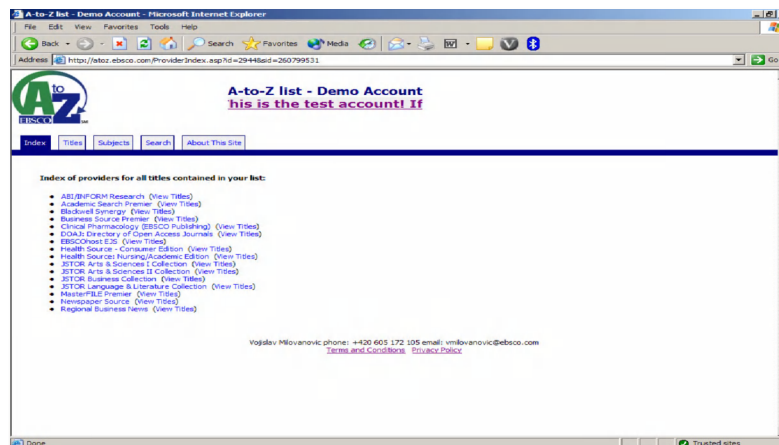 A-to-Z list - Demo Account - Microsoft Internet Explorer
File Edit View Favorites Tools Help
Back Search Favorites Media
Address http://atoz.ebsco.com/ProviderIndex.asp?id=2944&sid=260799531 Go
A to Z
EBSCO
A-to-Z list - Demo Account
his is the test account! If
Index Titles Subjects Search About This Site
Index of providers for all titles contained in your list:
ABI/INFORM Research (View Titles)
Academic Search Premier (View Titles)
Blackwell Synergy (View Titles)
Business Source Premier (View Titles)
Clinical Pharmacology (EBSCO Publishing) (View Titles)
DOAJ: Directory of Open Access Journals (View Titles)
EBSCOhost EJS (View Titles)
Health Source - Consumer Edition (View Titles)
Health Source: Nursing/Academic Edition (View Titles)
JSTOR Arts & Sciences I Collection (View Titles)
JSTOR Arts & Sciences II Collection (View Titles)
JSTOR Business Collection (View Titles)
JSTOR Language & Literature Collection (View Titles)
MasterFILE Premier (View Titles)
Newspaper Source (View Titles)
Regional Business News (View Titles)
Vojislav Milovanovic phone: +420 605 172 105 email: vmilovanovic@ebsco.com
Terms and Conditions Privacy Policy
Done Trusted sites